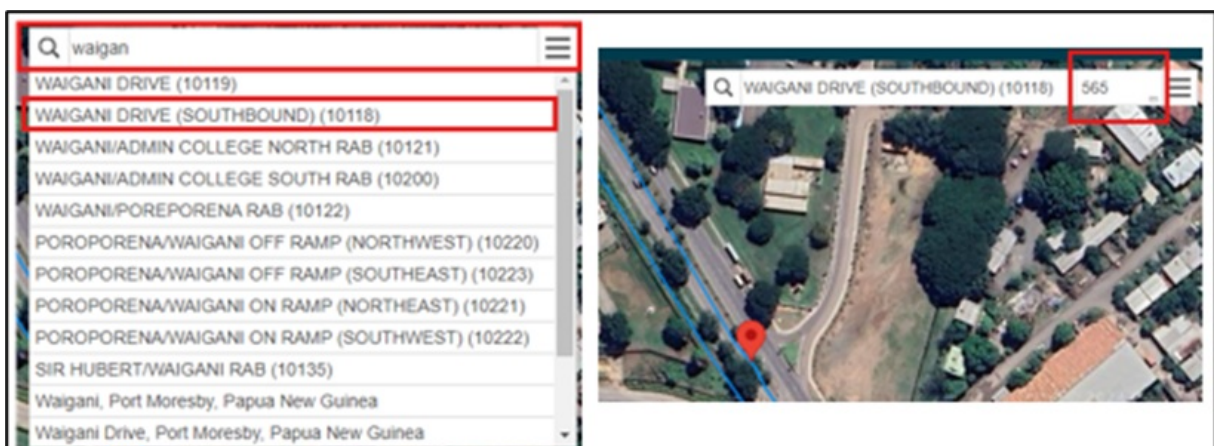 waigan
WAIGANI DRIVE (10119)
WAIGANI DRIVE (SOUTHBOUND) (10118)
WAIGANI/ADMIN COLLEGE NORTH RAB (10121)
WAIGANI/ADMIN COLLEGE SOUTH RAB (10200)
WAIGANI/POREPORENA RAB (10122)
POROPORENA/WAIGANI OFF RAMP (NORTHWEST) (10220)
POROPORENA/WAIGANI OFF RAMP (SOUTHEAST) (10223)
POROPORENA/WAIGANI ON RAMP (NORTHEAST) (10221)
POROPORENA/WAIGANI ON RAMP (SOUTHWEST) (10222)
SIR HUBERT/WAIGANI RAB (10135)
Waigani, Port Moresby, Papua New Guinea
Waigani Drive, Port Moresby, Papua New Guinea
WAIGANI DRIVE (SOUTHBOUND) (10118) 565